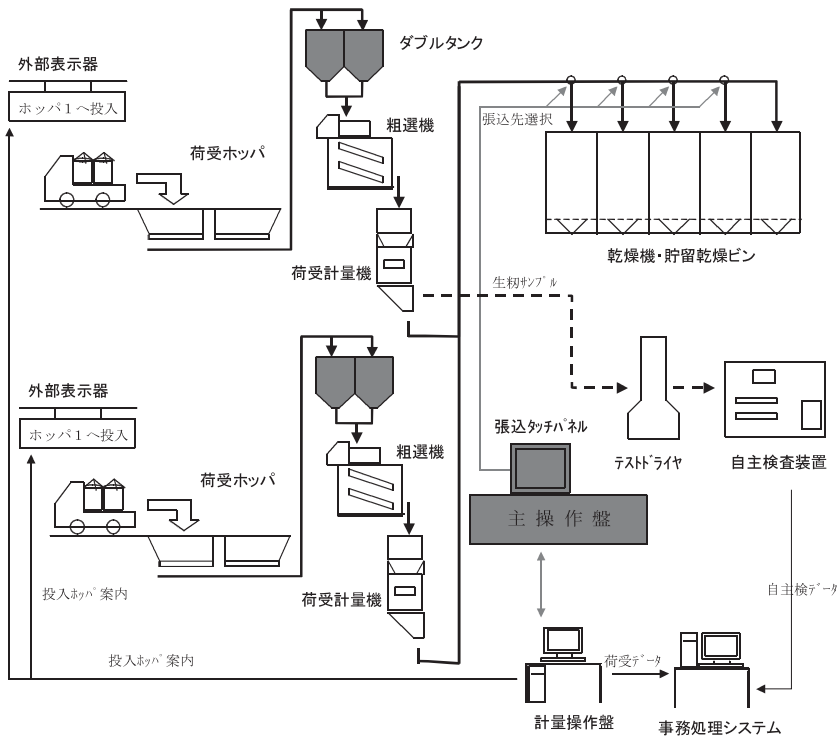 ダブルタンク
外部表示器
ホッパ1へ投入
荷受ホッパ
粗選機
張込先選択
荷受計量機
乾燥機・貯留乾燥ビン
生籾ｻﾝﾌﾟﾙ
外部表示器
ホッパ1へ投入
荷受ホッパ
粗選機
張込タッチパネル
テストドライヤ
自主検査装置
主操作盤
荷受計量機
投入ﾎｯﾊﾟ案内
自主検データ
投入ﾎｯﾊﾟ案内
荷受データ
計量操作盤
事務処理システム